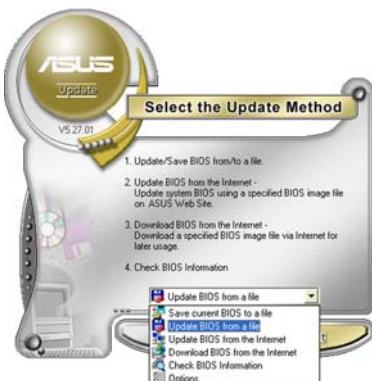 ASUS
Update
V5.27.01
Select the Update Method
1. Update/Save BIOS from/to a file.
2. Update BIOS from the Internet -
Update system BIOS using a specified BIOS image file
on ASUS Web Site.
3. Download BIOS from the Internet -
Download a specified BIOS image file via Internet for
later usage.
4. Check BIOS Information
Update BIOS from a file
Save current BIOS to a file
Update BIOS from a file
Update BIOS from the Internet
Download BIOS from the Internet
Check BIOS Information
Options